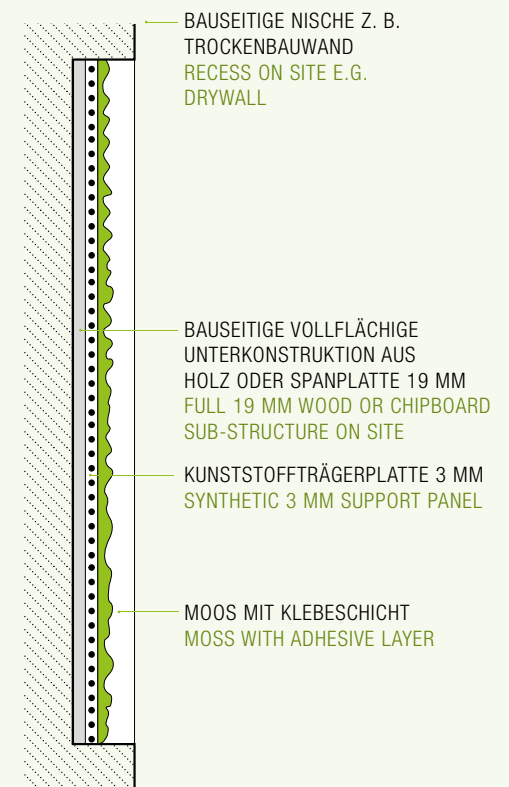 BAUSEITIGE NISCHE Z. B.
TROCKENBAUWAND
RECESS ON SITE E.G.
DRYWALL
BAUSEITIGE VOLLFLÄCHIGE
UNTERKONSTRUKTION AUS
HOLZ ODER SPANPLATTE 19 MM
FULL 19 MM WOOD OR CHIPBOARD
SUB-STRUCTURE ON SITE
KUNSTSTOFFTRÄGERPLATTE 3 MM
SYNTHETIC 3 MM SUPPORT PANEL
MOOS MIT KLEBESCHICHT
MOSS WITH ADHESIVE LAYER